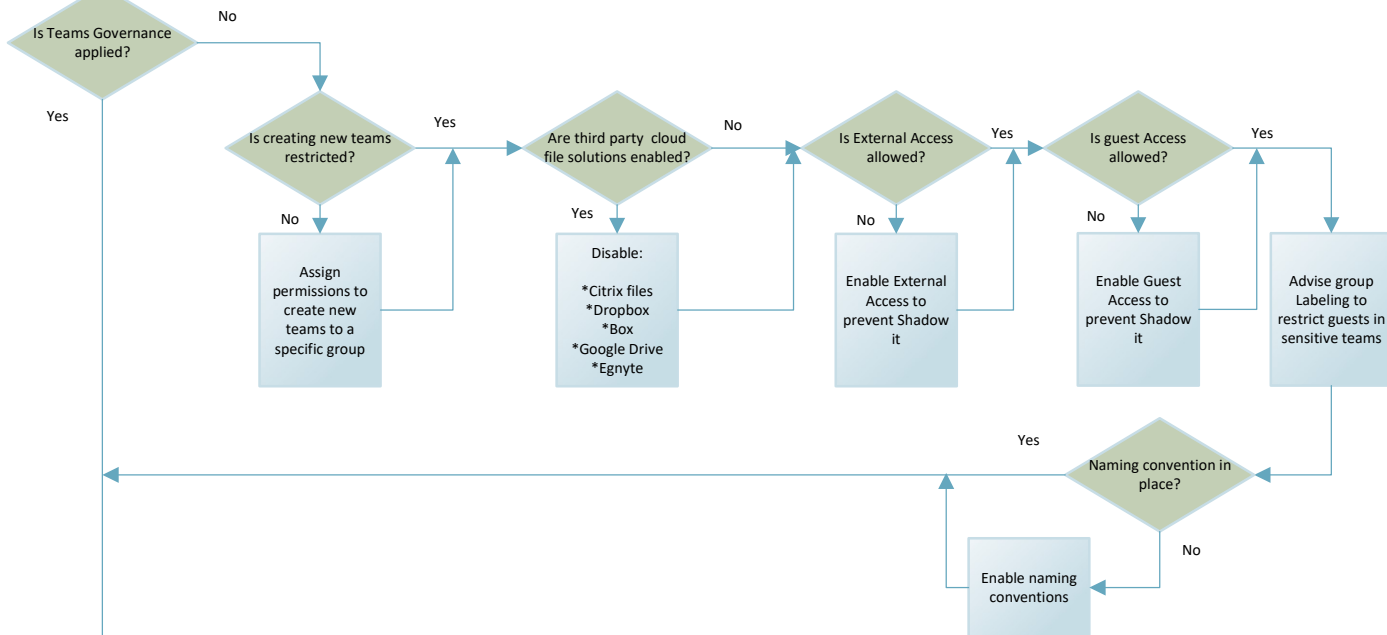 No
Is Teams Governance
applied?
Yes
Is creating new teams
restricted?
Yes
No
Assign
permissions to
create new
teams to a
specific group
Are third party  cloud
file solutions enabled?
No
Yes
Disable:
*Citrix files
*Dropbox
*Box
*Google Drive
*Egnyte
Is External Access
allowed?
Yes
No
Enable External
Access to
prevent Shadow
it
Is guest Access
allowed?
Yes
No
Enable Guest
Access to
prevent Shadow
it
Advise group
Labeling to
restrict guests in
sensitive teams
Naming convention in
place?
Yes
No
Enable naming
conventions